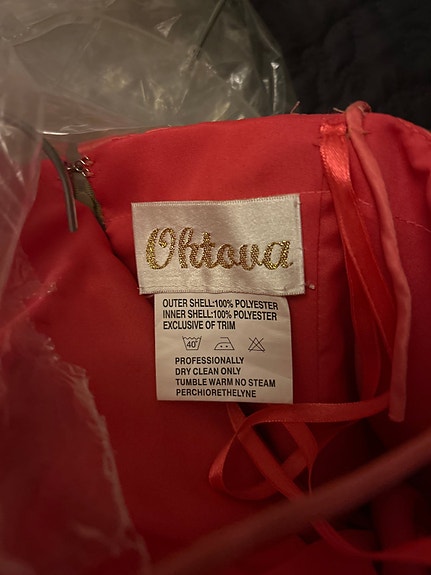 Oktova
OUTER SHELL:100% POLYESTER
INNER SHELL:100% POLYESTER
EXCLUSIVE OF TRIM
40°
PROFESSIONALLY
DRY CLEAN ONLY
TUMBLE WARM NO STEAM
PERCHIORETHELYNE